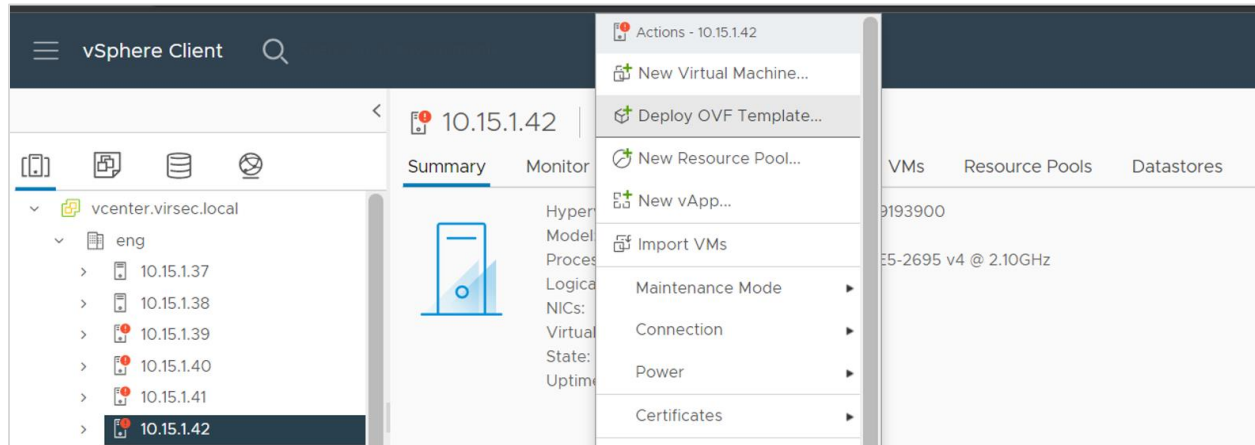 vSphere Client
Actions - 10.15.1.42
New Virtual Machine...
Deploy OVF Template...
New Resource Pool...
New vApp...
Import VMs
Maintenance Mode
Connection
Power
Certificates
10.15.1.42
Summary Monitor VMs Resource Pools Datastores
vcenter.virsec.local
eng
10.15.1.37
10.15.1.38
10.15.1.39
10.15.1.40
10.15.1.41
10.15.1.42
Hyper
Model:
9193900
Proces
E5-2695 v4 @ 2.10GHz
Logica
NICs:
Virtual
State:
Uptime